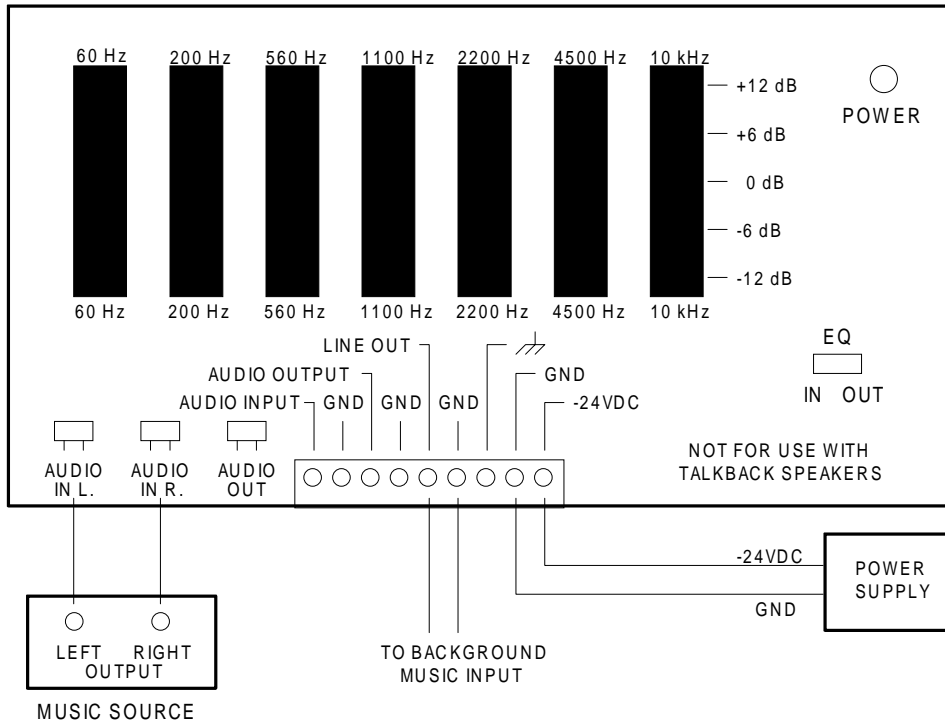 60 Hz 200 Hz 560 Hz 1100 Hz 2200 Hz 4500 Hz 10 kHz
+12 dB
+6 dB
0 dB
-6 dB
-12 dB
POWER
60 Hz 200 Hz 560 Hz 1100 Hz 2200 Hz 4500 Hz 10 kHz
LINE OUT
AUDIO OUTPUT GND
AUDIO INPUT GND GND GND -24VDC
EQ
IN OUT
NOT FOR USE WITH
TALKBACK SPEAKERS
AUDIO
IN L.
AUDIO
IN R.
AUDIO
OUT
-24VDC
GND
POWER
SUPPLY
LEFT RIGHT
OUTPUT
MUSIC SOURCE
TO BACKGROUND
MUSIC INPUT